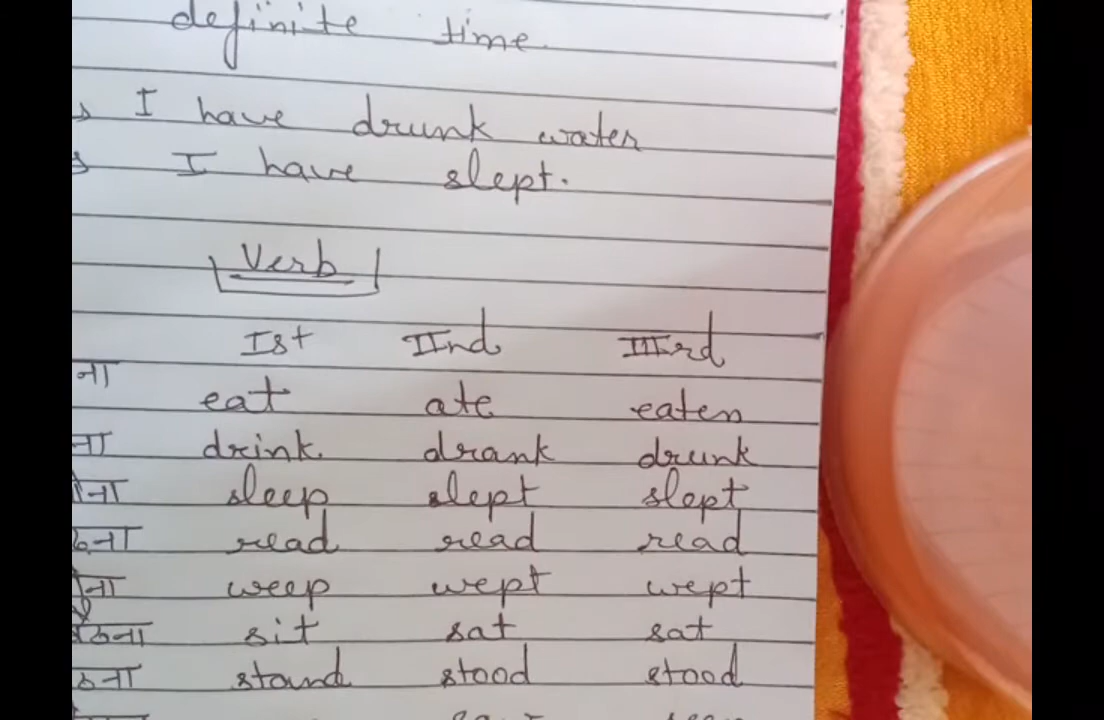 definite time.
I have drunk water
I have slept.
Verb
Ist IInd IIIrd
eat ate eaten
drink. drank drunk
sleep slept slept
read read read
weep wept wept
sit sat sat
stand stood stood